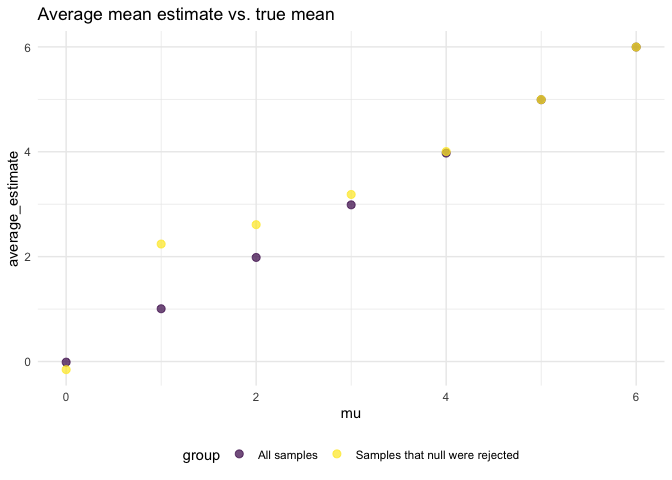 Average mean estimate vs. true mean
average_estimate
6
4
2
0
0 2 4 6
mu
group All samples Samples that null were rejected